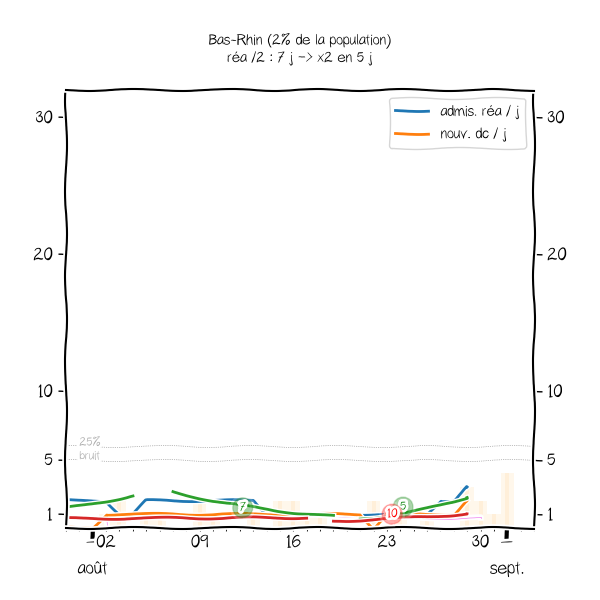 Bas-Rhin (2% de la population)
réa /2 : 7 j -> x2 en 5 j
admis. réa / j
nouv. dc / j
30
30
20
20
10
10
25%
bruit
5
5
7
5
10
1
1
02
09
16
23
30
août
sept.